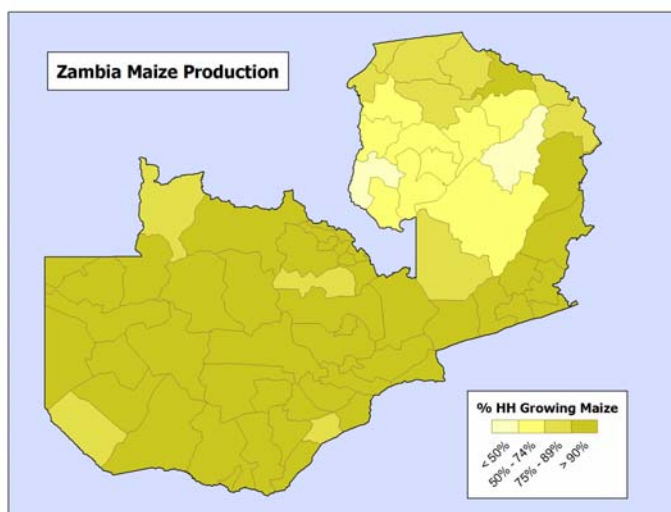 Zambia Maize Production
% HH Growing Maize
< 50%
50% - 74%
75% - 89%
> 90%